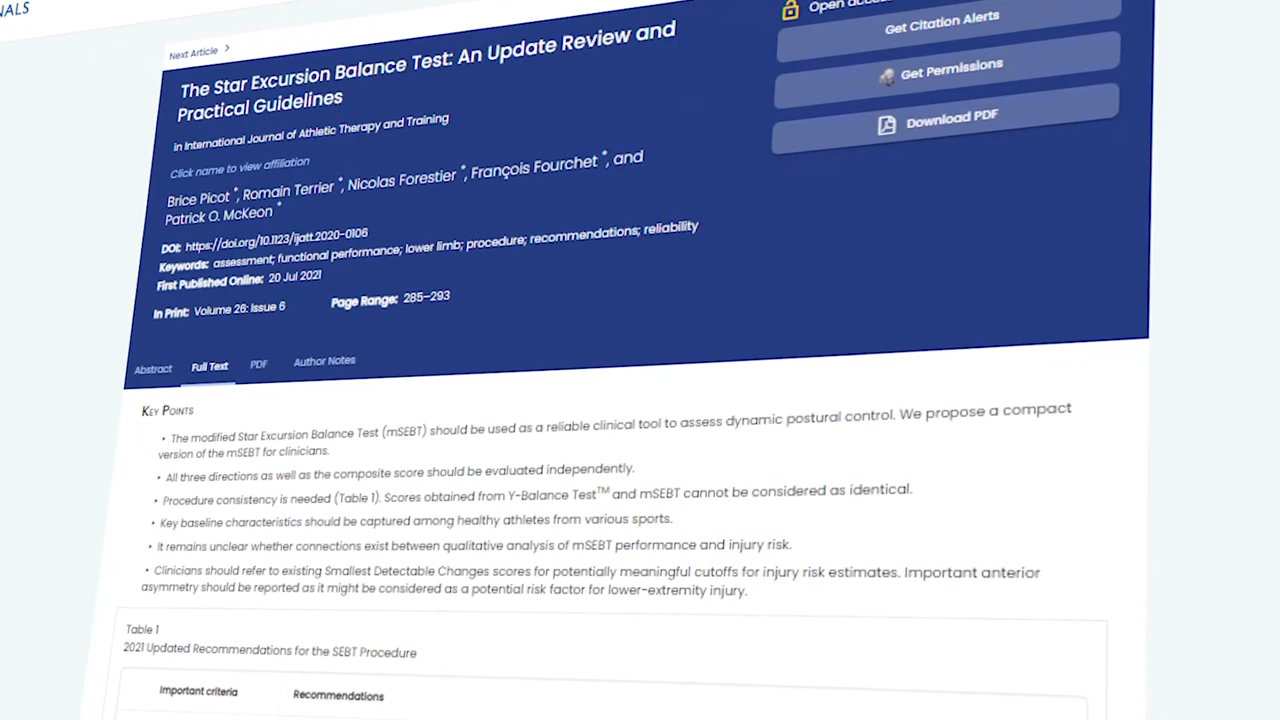 NALS
Next Article >
Open
Get Citation Alerts
The Star Excursion Balance Test: An Update Review and
Practical Guidelines
Get Permissions
in International Journal of Athletic Therapy and Training
Download PDF
Click name to view affiliation
Brice Picot *, Romain Terrier *, Nicolas Forestier *, François Fourchet *, and
Patrick O. McKeon *
DOI: https://doi.org/10.1123/ijatt.2020-0106
Keywords: assessment; functional performance; lower limb; procedure; recommendations; reliability
First Published Online: 20 Jul 2021
In Print: Volume 26: Issue 6 Page Range: 285–293
Abstract Full Text PDF Author Notes
Key Points
• The modified Star Excursion Balance Test (mSEBT) should be used as a reliable clinical tool to assess dynamic postural control. We propose a compact
version of the mSEBT for clinicians.
• All three directions as well as the composite score should be evaluated independently.
• Procedure consistency is needed (Table 1). Scores obtained from Y-Balance Test™ and mSEBT cannot be considered as identical.
• Key baseline characteristics should be captured among healthy athletes from various sports.
• It remains unclear whether connections exist between qualitative analysis of mSEBT performance and injury risk.
• Clinicians should refer to existing Smallest Detectable Changes scores for potentially meaningful cutoffs for injury risk estimates. Important anterior
asymmetry should be reported as it might be considered as a potential risk factor for lower-extremity injury.
Table 1
2021 Updated Recommendations for the SEBT Procedure
Important criteria Recommendations